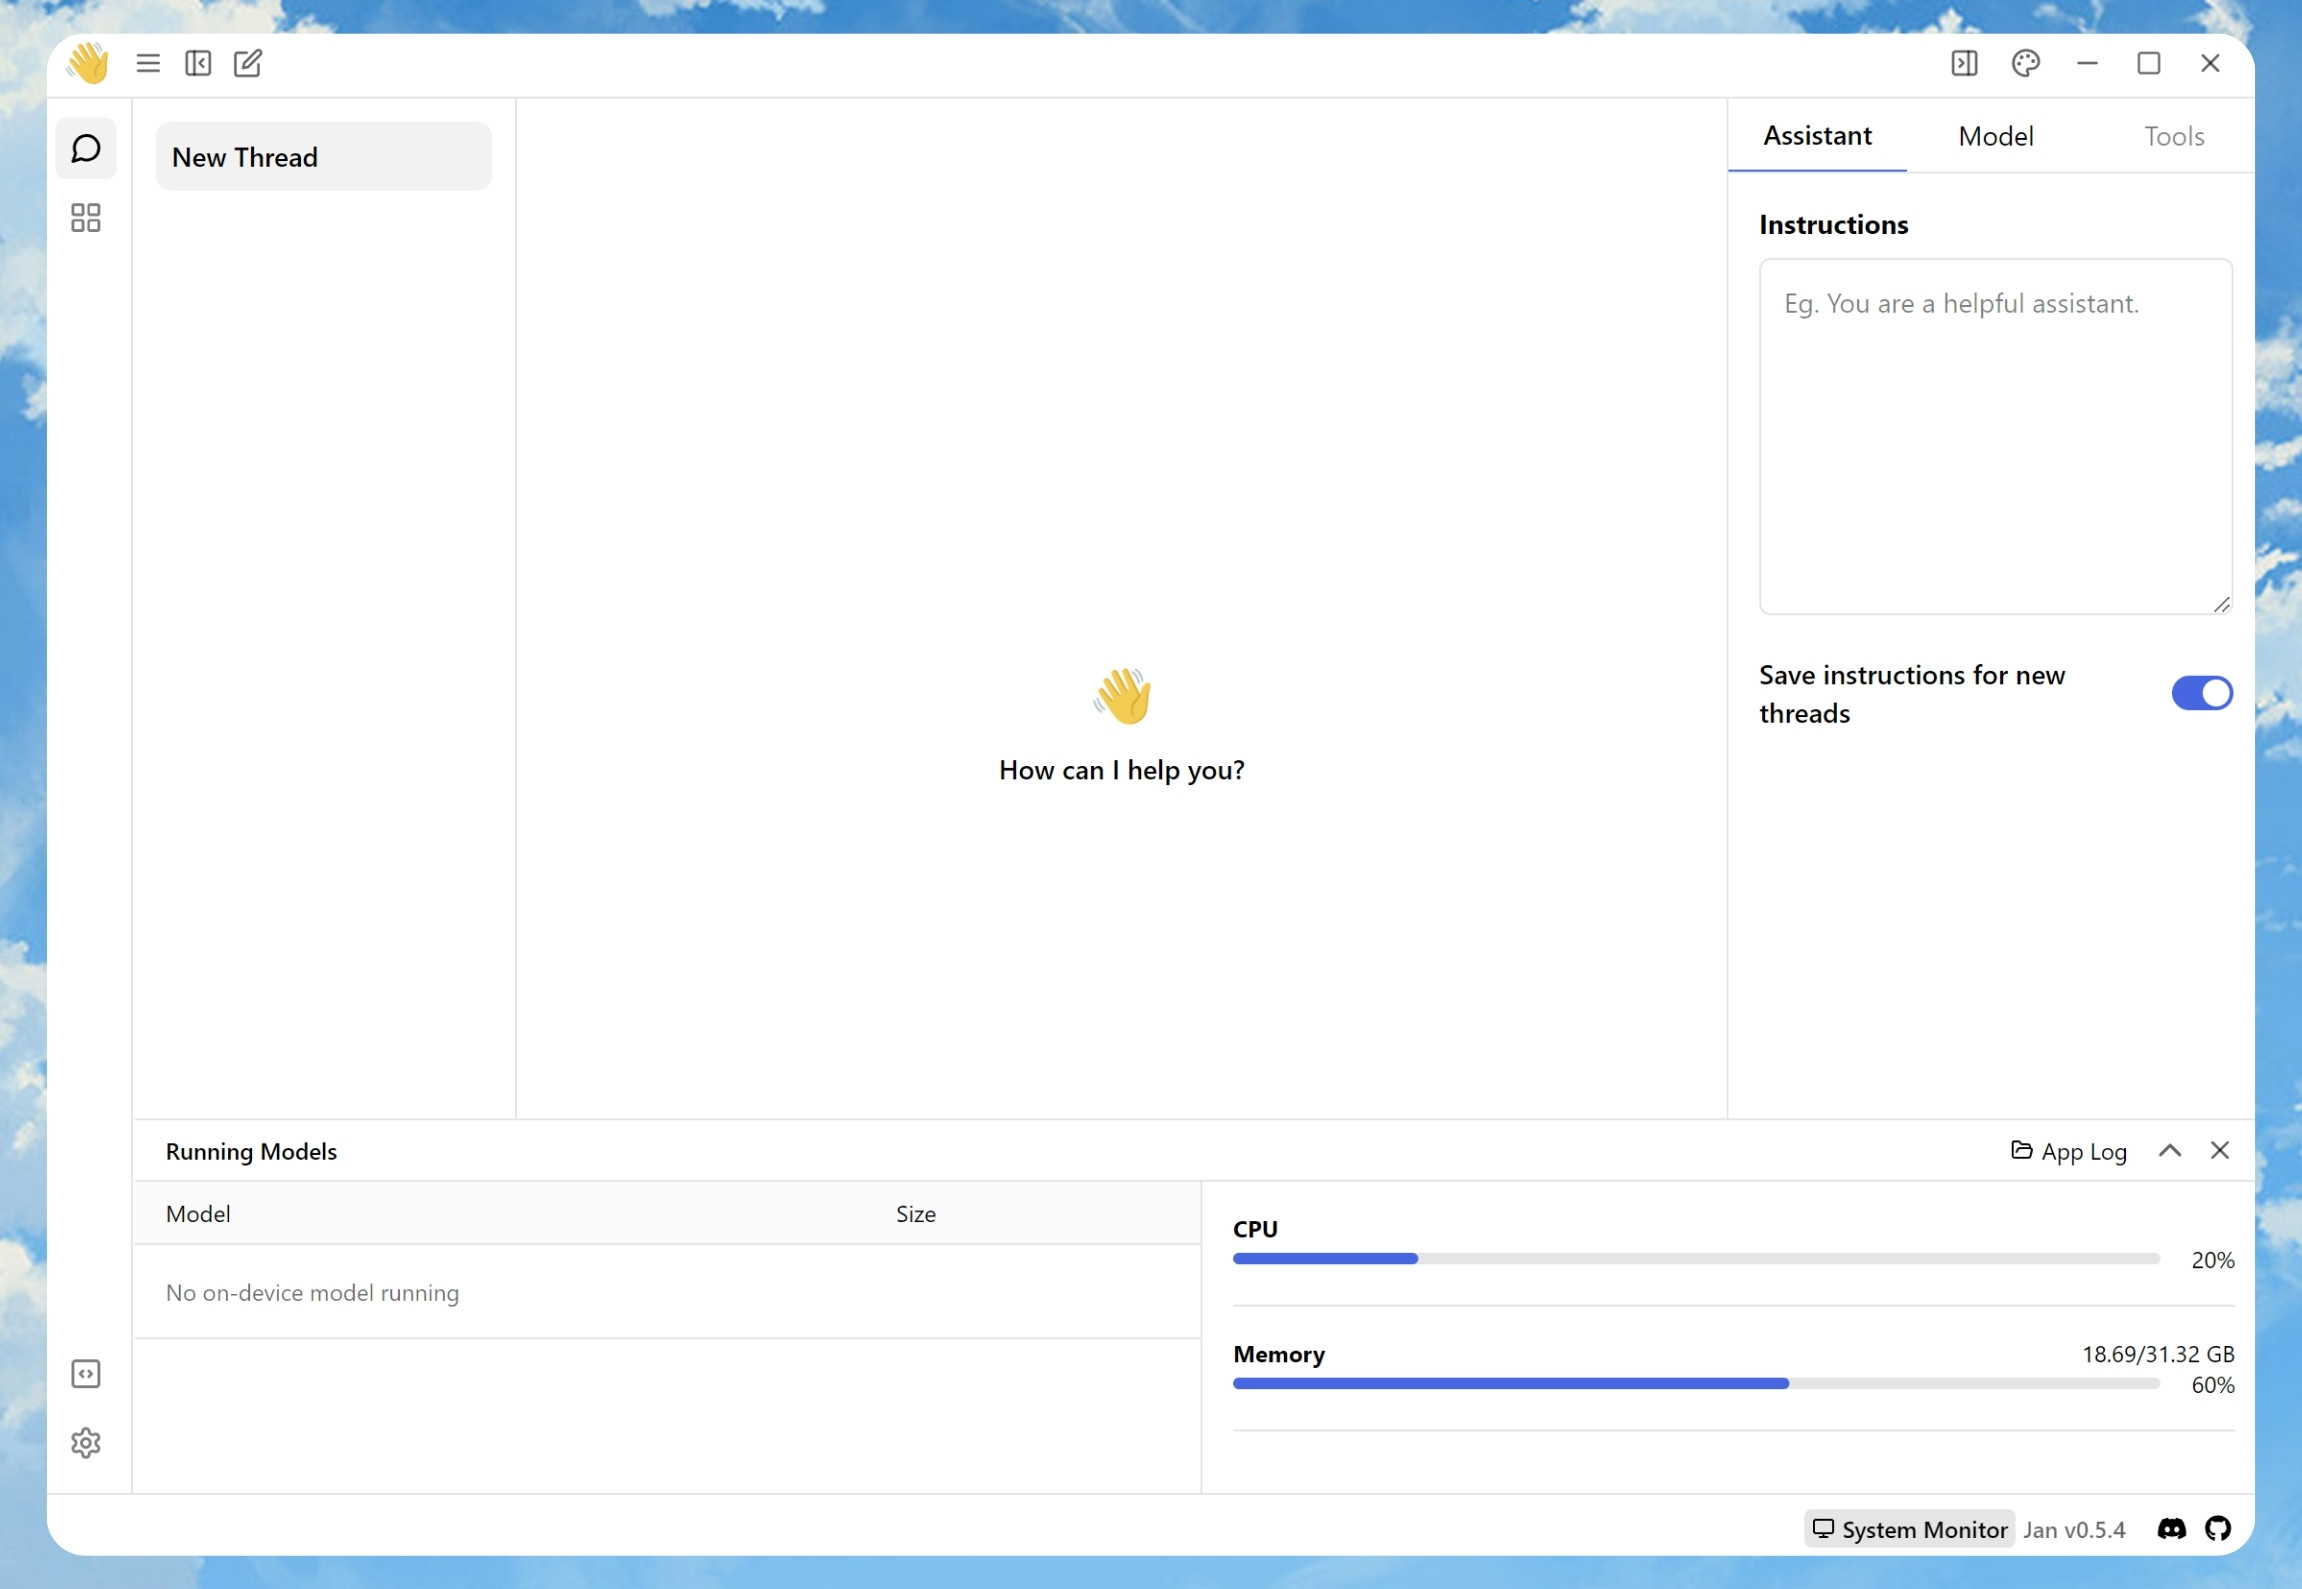 New Thread
How can I help you?
Assistant
Model
Tools
Instructions
Eg. You are a helpful assistant.
Save instructions for new
threads
Running Models
App Log
Model
Size
No on-device model running
CPU
20%
Memory
18.69/31.32 GB
60%
System Monitor
Jan v0.5.4